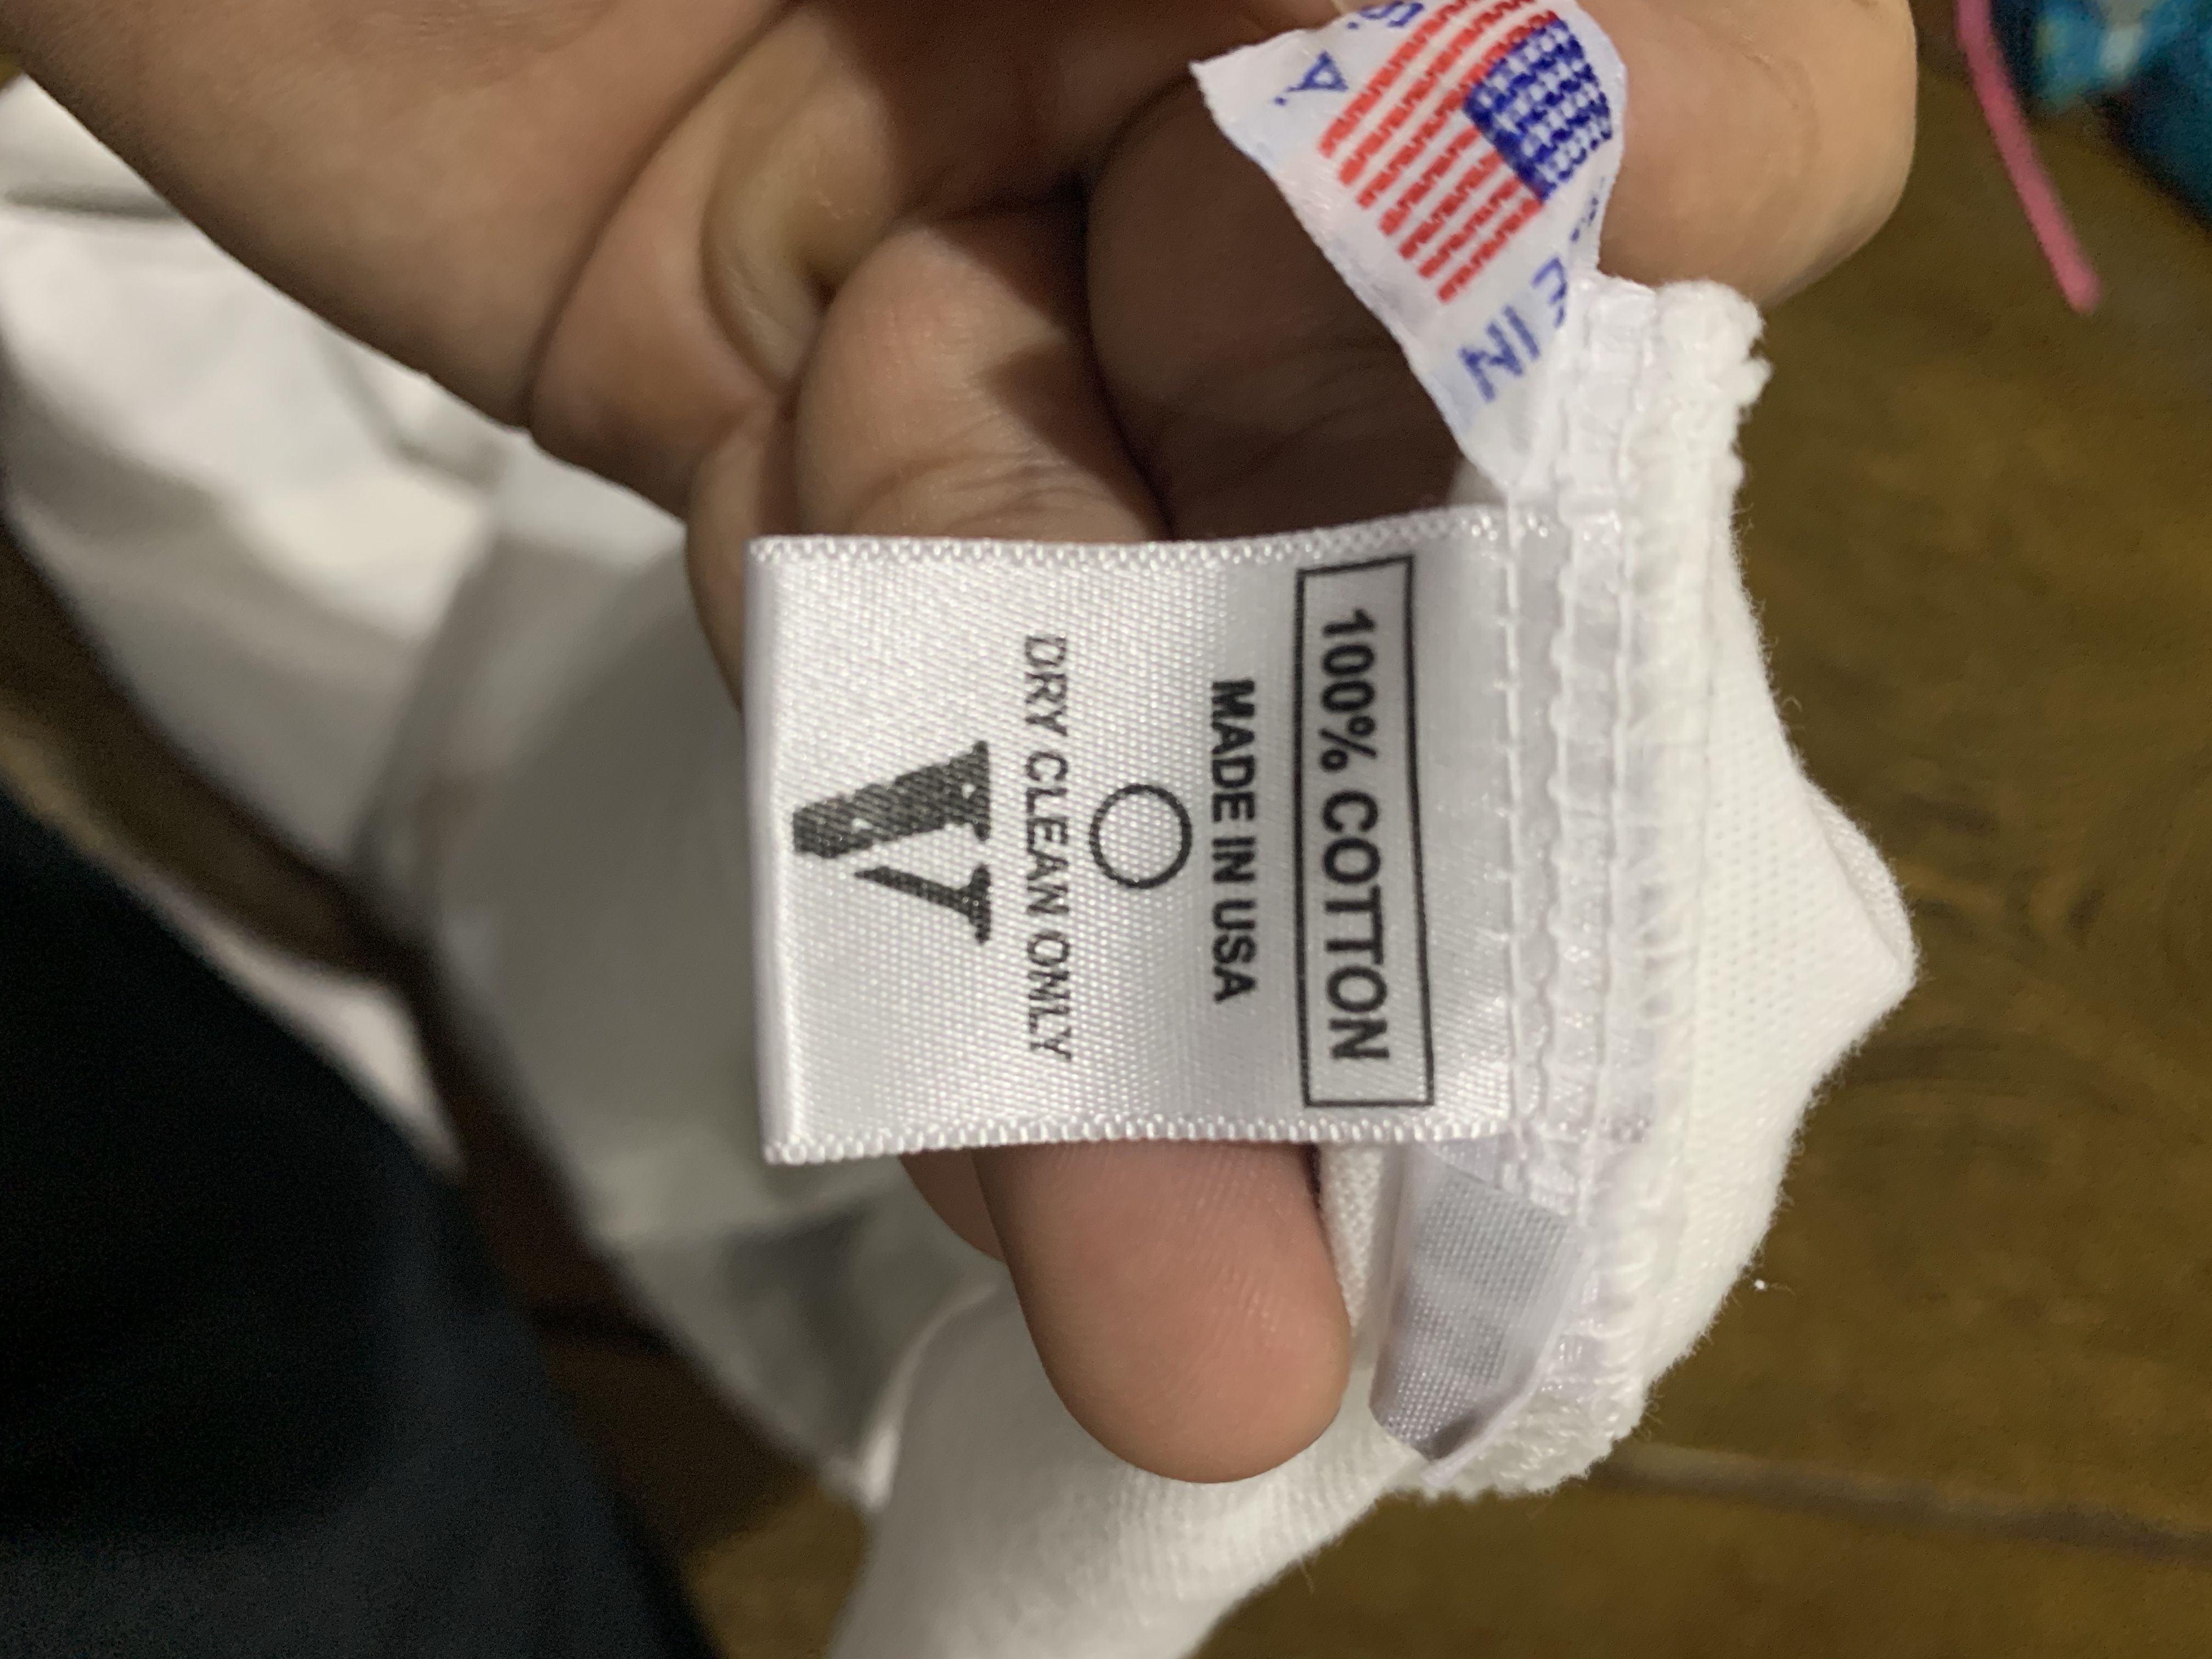 100% COTTON
MADE IN USA
DRY CLEAN ONLY